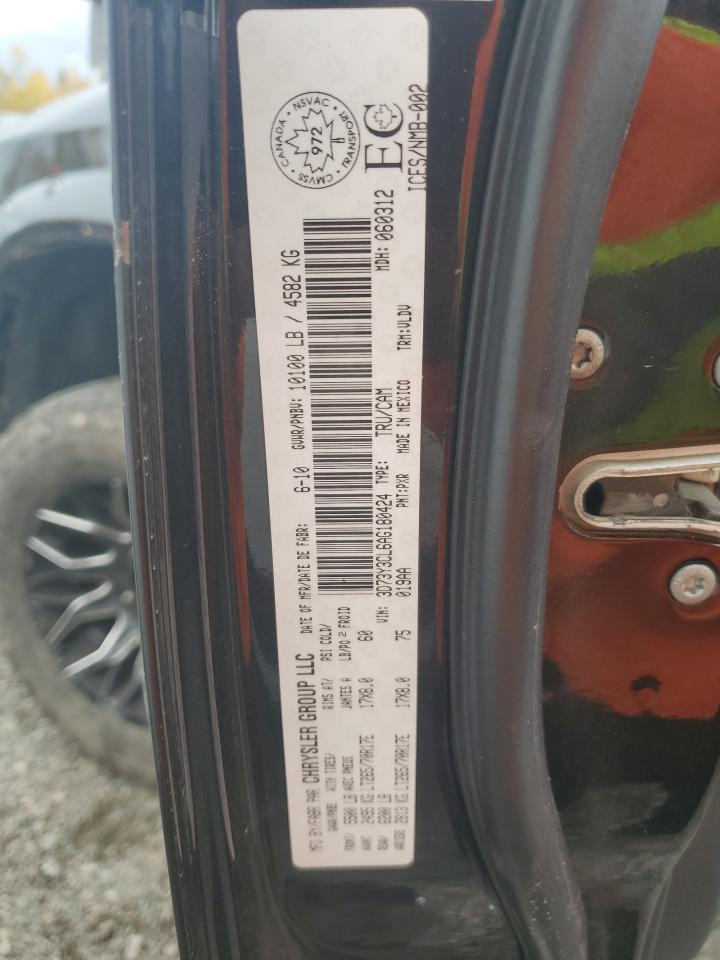 MFG BY/FABR PAR CHRYSLER GROUP LLC DATE OF MFR/DATE DE FABR: 6-10 GVWR/PNBV: 10100 LB / 4582 KG
GAWR/PNBE WITH TIRES/ RIMS AT/ PSI COLD/
FRONT/ 5500 LB AVEC PNEUS JANTES A LB/PO 2 FROID
AVANT 2495 KG LT265/70R17E 17X8.0 60
REAR/ 6200 LB
ARRIERE 2813 KG LT265/70R17E 17X8.0 75
VIN: 3D73Y3CL6AG180424 TYPE: TRU/CAM MDH: 060312
019AA PNT:PXR MADE IN MEXICO TRM:VLDV
CANADA • NSVAC • TRANSPORT • CMVSS •
972
EC
ICES/NMB-002